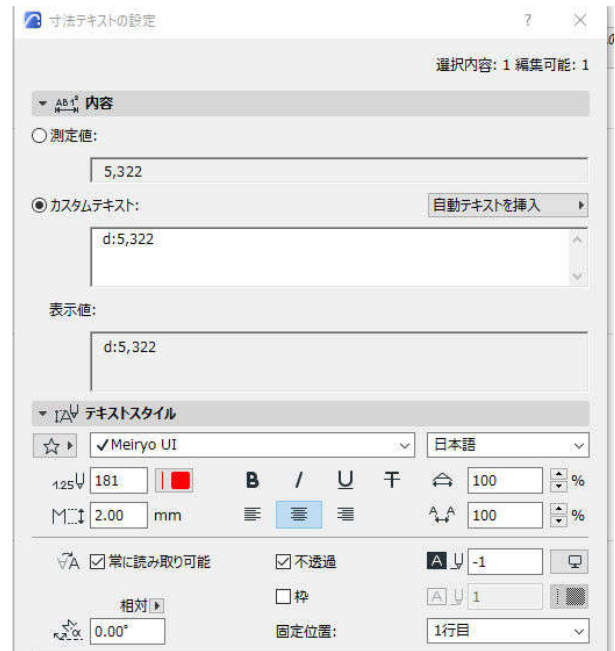 寸法テキストの設定 ?
選択内容: 1 編集可能: 1
AB1² 内容
測定値:
5,322
カスタムテキスト: 自動テキストを挿入
d:5,322
表示値:
d:5,322
テキストスタイル
Meiryo UI 日本語
1.25 181 B I U T 100 %
M 2.00 mm A A 100 %
A 常に読み取り可能 不透過 A -1
相対 枠 A 1
α 0.00° 固定位置: 1行目